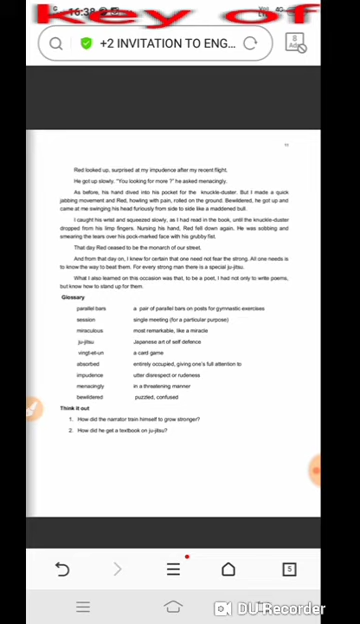 key of
16:38
4G
+2 INVITATION TO ENG...
8
Ad
Red looked up, surprised at my impudence after my recent flight.
He got up slowly, "You looking for more ? he asked menacingly.
As before, his hand dived into his pocket for the knuckle-duster. But I made a quick
jabbing movement and Red, howling with pain, rolled on the ground. Bewildered, he got up and
came at me swinging his head furiously from side to side like a maddened bull.
I caught his wrist and squeezed slowly, as I had read in the book, until the knuckle-duster
dropped from his limp fingers. Nursing his hand, Red fell down again. He was sobbing and
smearing the tears over his pock-marked face with his grubby fist.
That day Red ceased to be the monarch of our street.
And from that day on, I knew for certain that one need not fear the strong. All one needs is
to know the way to beat them. For every strong man there is a special ju-jitsu.
What I also learned on this occasion was that, to be a poet, I had not only to write poems,
but know how to stand up for them.
Glossary
parallel bars a pair of parallel bars on posts for gymnastic exercises
session single meeting (for a particular purpose)
miraculous most remarkable, like a miracle
ju-jitsu Japanese art of self defence
vingt-et-un a card game
absorbed entirely occupied, giving one's full attention to
impudence utter disrespect or rudeness
menacingly in a threatening manner
bewildered puzzled, confused
Think it out
1. How did the narrator train himself to grow stronger?
2. How did he get a textbook on ju-jitsu?
5
DU Recorder